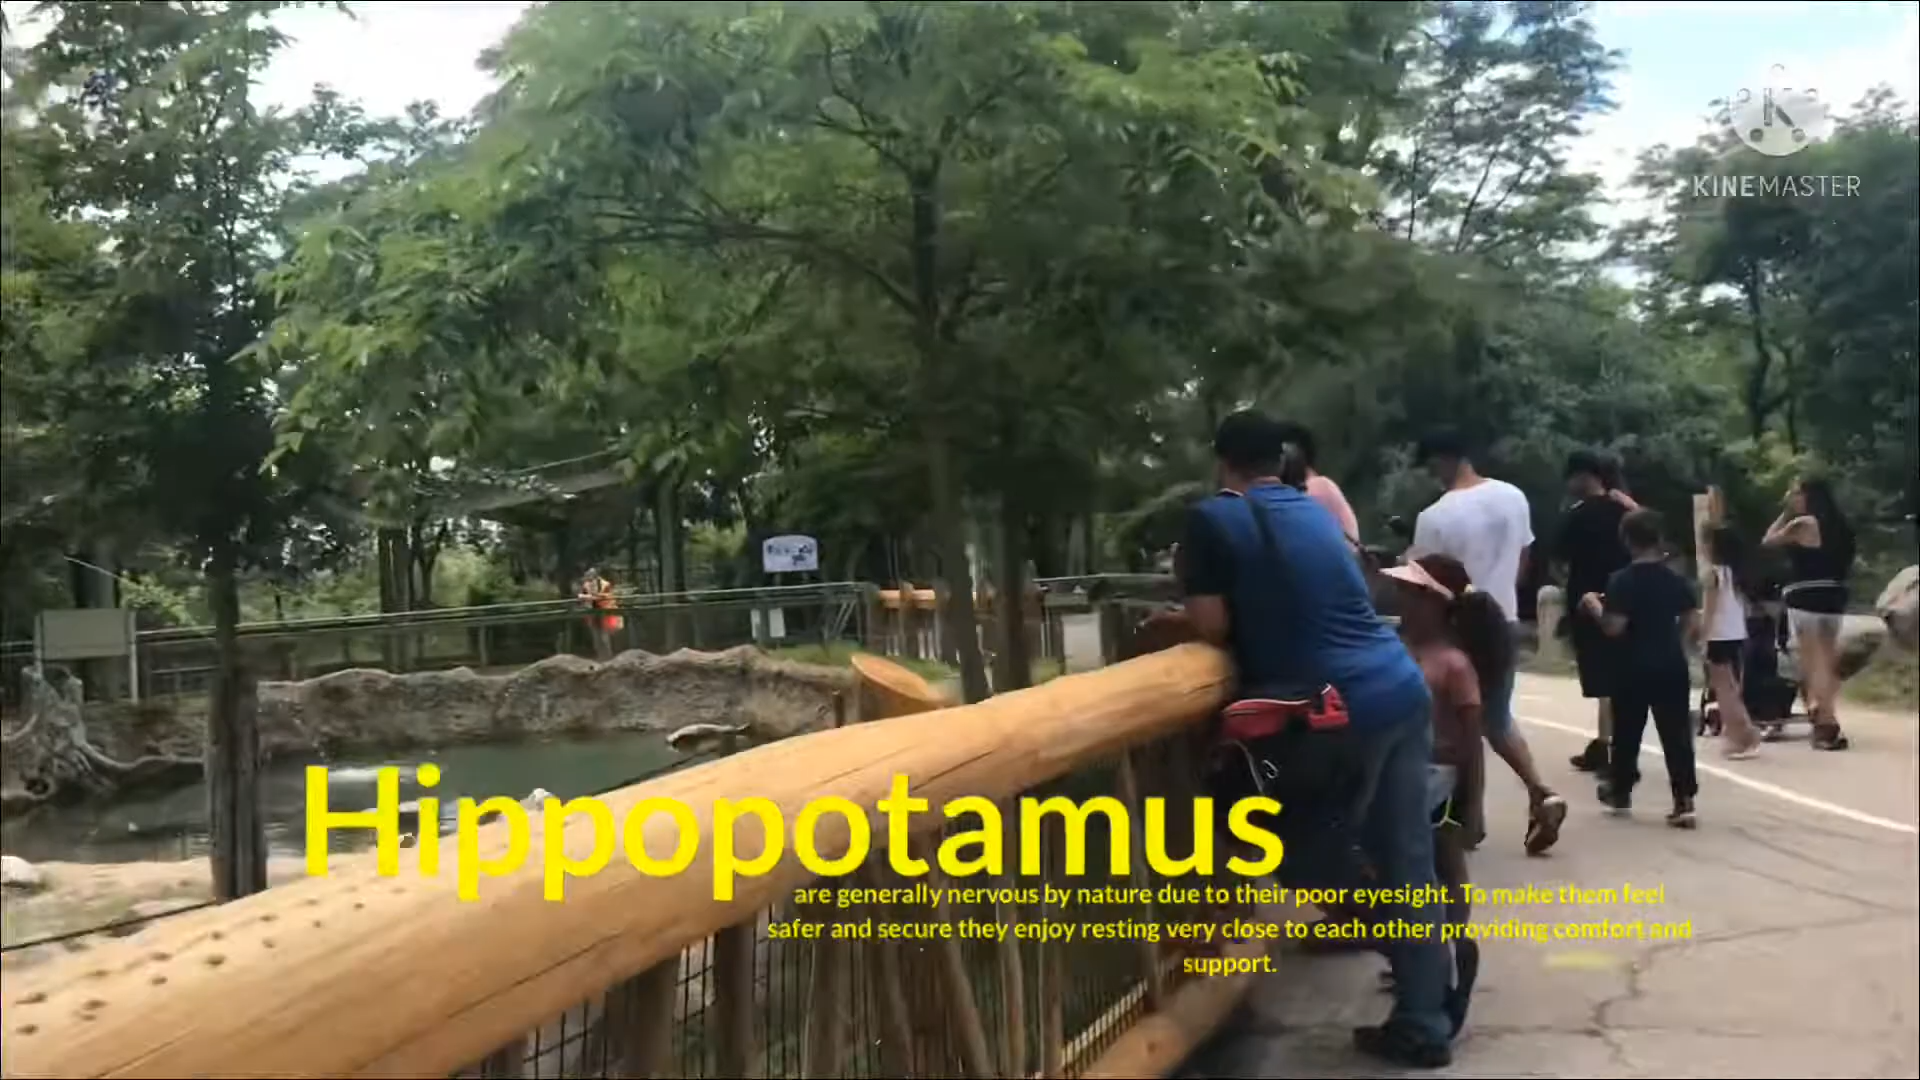 KINEMASTER
Hippopotamus
are generally nervous by nature due to their poor eyesight. To make them feel
safer and secure they enjoy resting very close to each other providing comfort and
support.